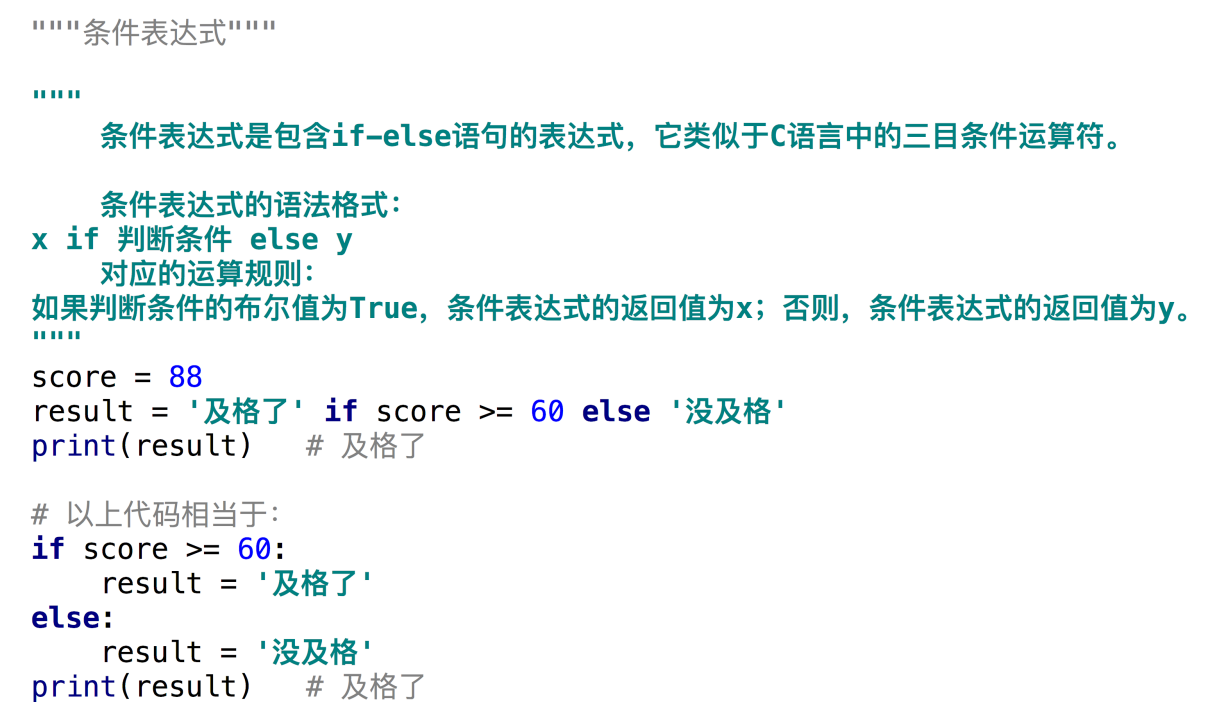 """条件表达式"""
"""
    条件表达式是包含if-else语句的表达式，它类似于C语言中的三目条件运算符。
    条件表达式的语法格式：
x if 判断条件 else y
    对应的运算规则：
如果判断条件的布尔值为True，条件表达式的返回值为x；否则，条件表达式的返回值为y。
"""
score = 88
result = '及格了' if score >= 60 else '没及格'
print(result)   # 及格了
# 以上代码相当于：
if score >= 60:
    result = '及格了'
else:
    result = '没及格'
print(result)   # 及格了